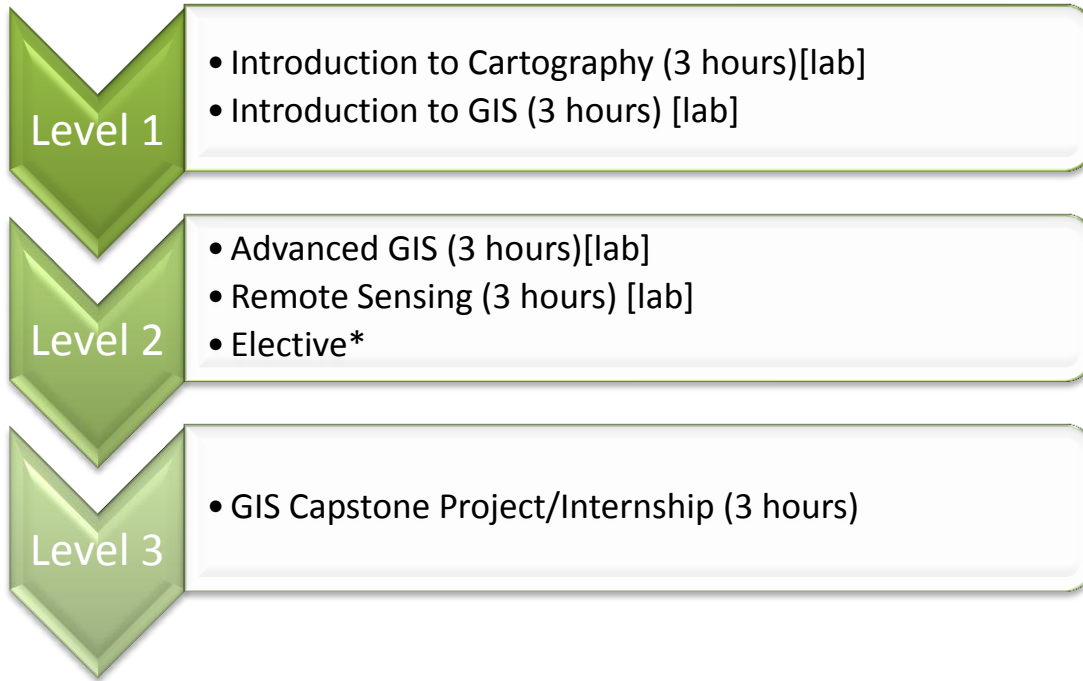 Level 1
• Introduction to Cartography (3 hours)[lab]
• Introduction to GIS (3 hours) [lab]
Level 2
• Advanced GIS (3 hours)[lab]
• Remote Sensing (3 hours) [lab]
• Elective*
Level 3
• GIS Capstone Project/Internship (3 hours)